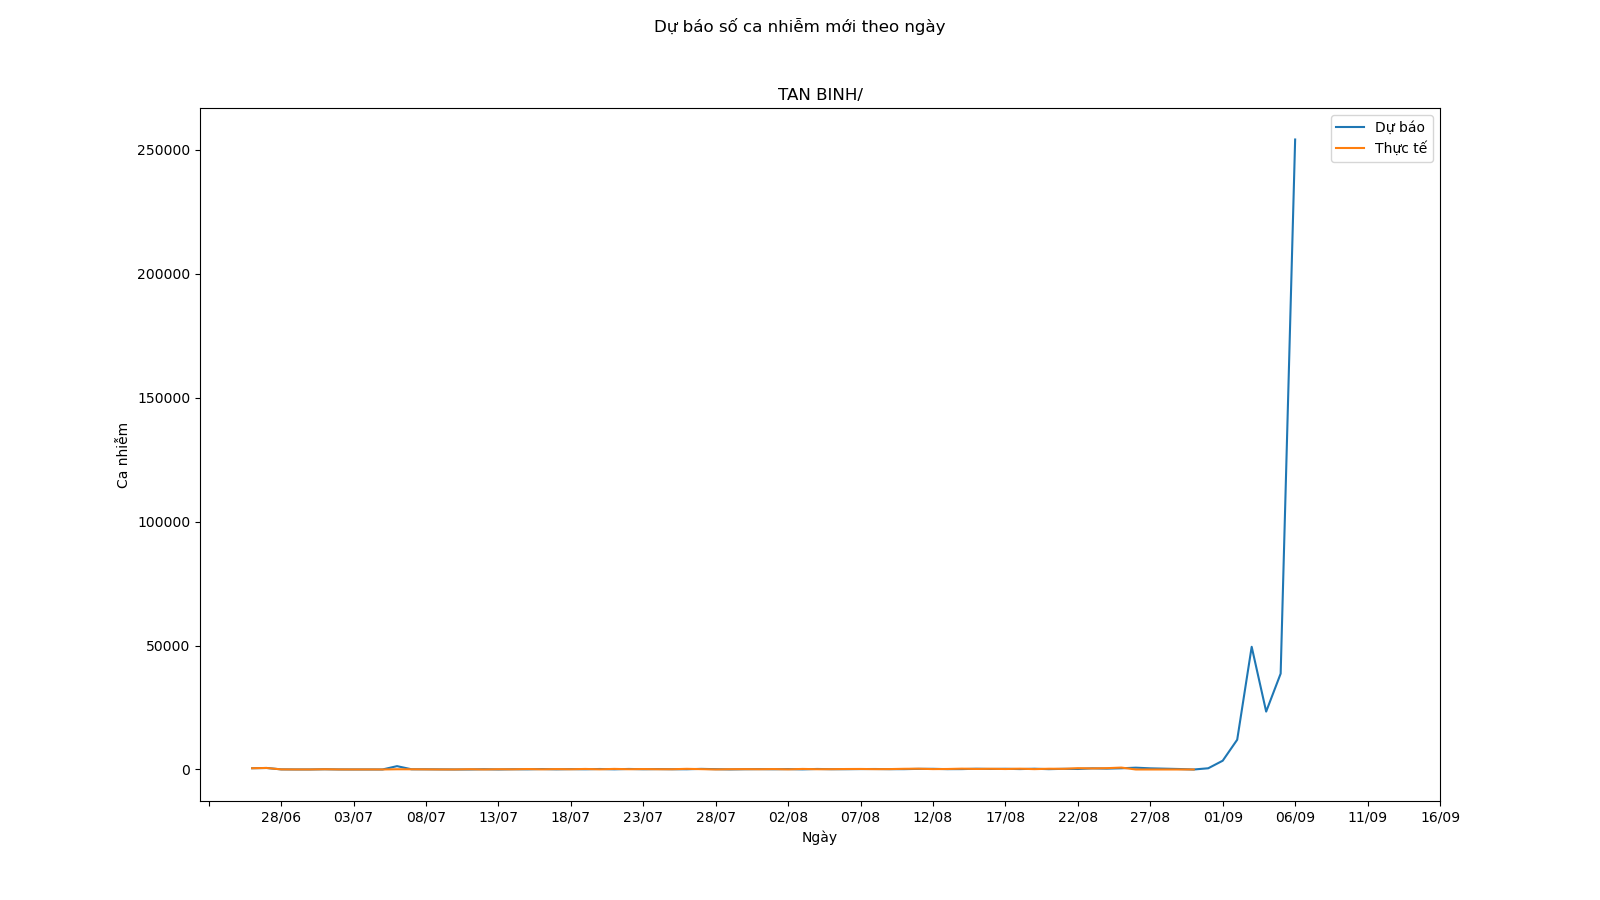 Dự báo số ca nhiễm mới theo ngày
TAN BINH/
Dự báo
Thực tế
250000
200000
150000
100000
50000
0
Ca nhiễm
28/06 03/07 08/07 13/07 18/07 23/07 28/07 02/08 07/08 12/08 17/08 22/08 27/08 01/09 06/09 11/09 16/09
Ngày